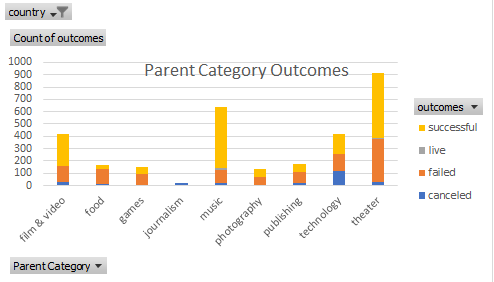 country
Count of outcomes
Parent Category Outcomes
1000
900
800
700
600
500
400
300
200
100
0
film & video
food
games
journalism
music
photography
publishing
technology
theater
outcomes
successful
live
failed
canceled
Parent Category